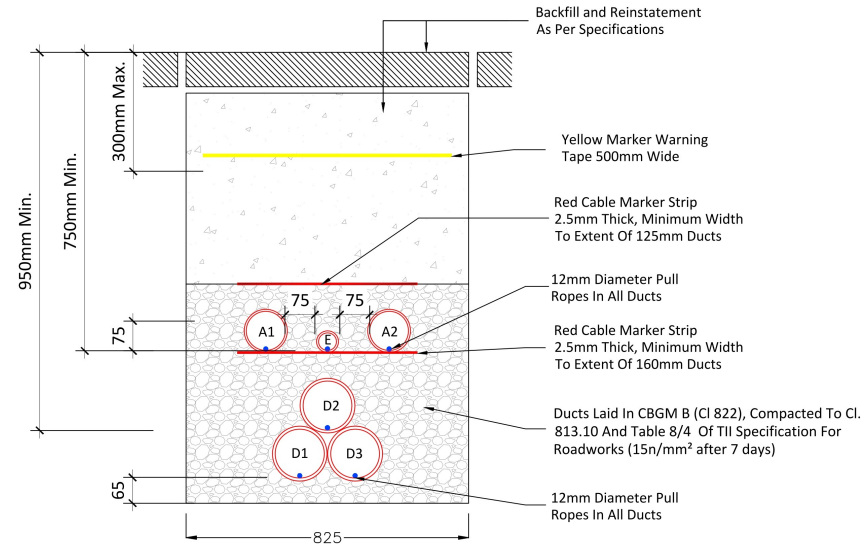 Backfill and Reinstatement
As Per Specifications
300mm Max.
Yellow Marker Warning
Tape 500mm Wide
750mm Min.
950mm Min.
Red Cable Marker Strip
2.5mm Thick, Minimum Width
To Extent Of 125mm Ducts
12mm Diameter Pull
Ropes In All Ducts
75
75
75
A1
E
A2
Red Cable Marker Strip
2.5mm Thick, Minimum Width
To Extent Of 160mm Ducts
D2
Ducts Laid In CBGM B (Cl 822), Compacted To Cl.
813.10 And Table 8/4 Of TII Specification For
Roadworks (15n/mm² after 7 days)
D1
D3
65
12mm Diameter Pull
Ropes In All Ducts
825